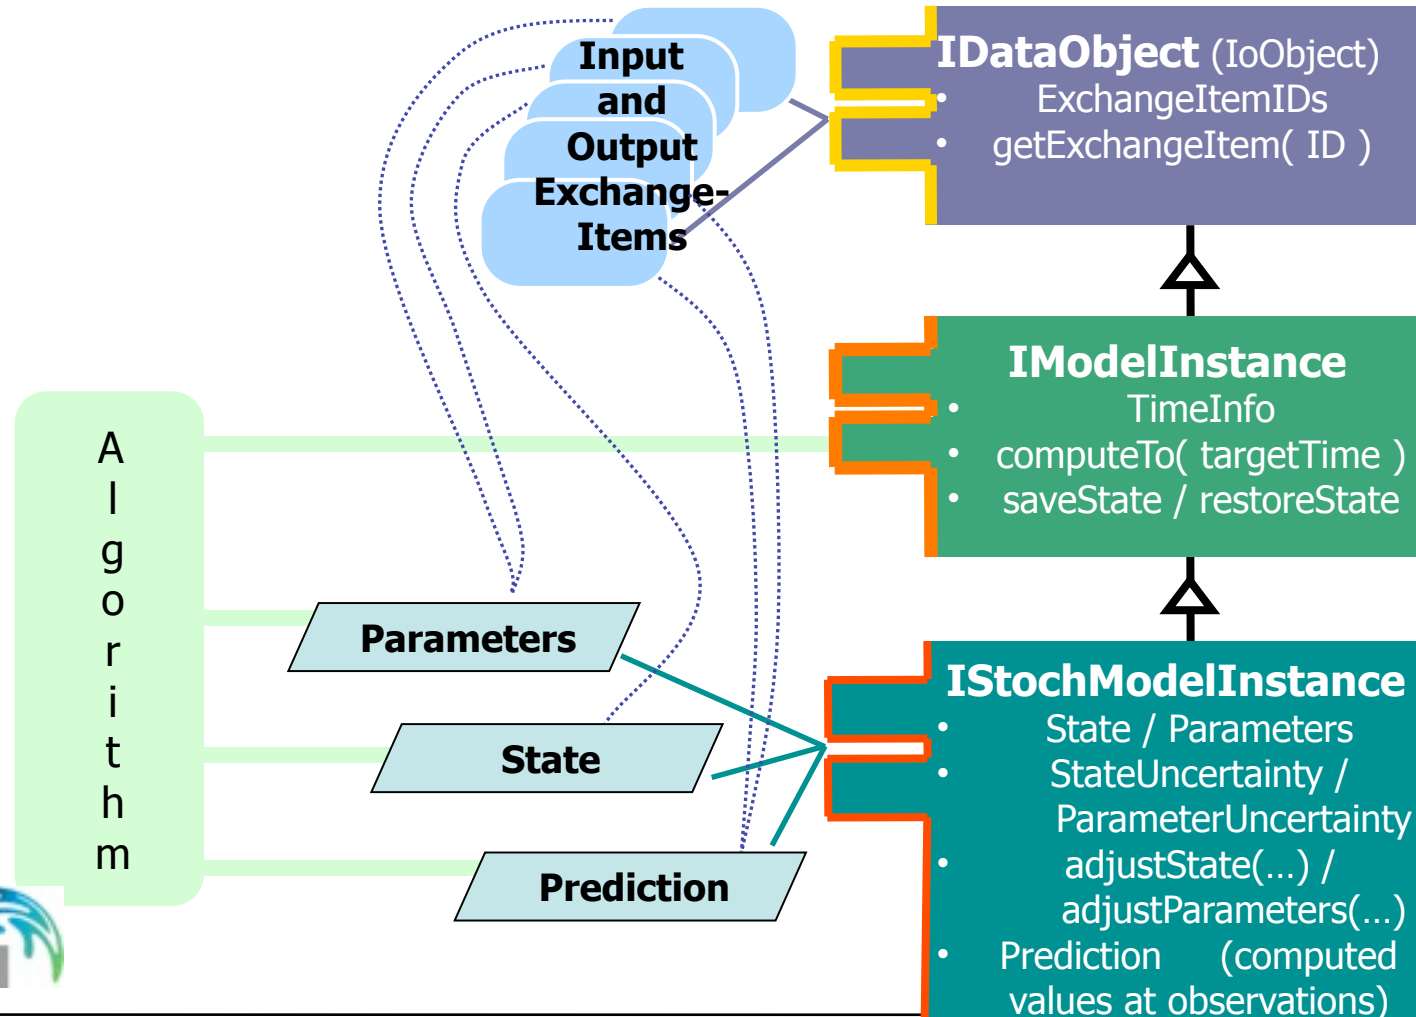 Input
and
Output
Exchange-
Items
IDataObject (IoObject)
• ExchangeItemIDs
• getExchangeItem( ID )
IModelInstance
• TimeInfo
• computeTo( targetTime )
• saveState / restoreState
A
l
g
o
r
i
t
h
m
Parameters
State
Prediction
IStochModelInstance
• State / Parameters
• StateUncertainty /
ParameterUncertainty
• adjustState(…) /
adjustParameters(…)
• Prediction (computed
values at observations)